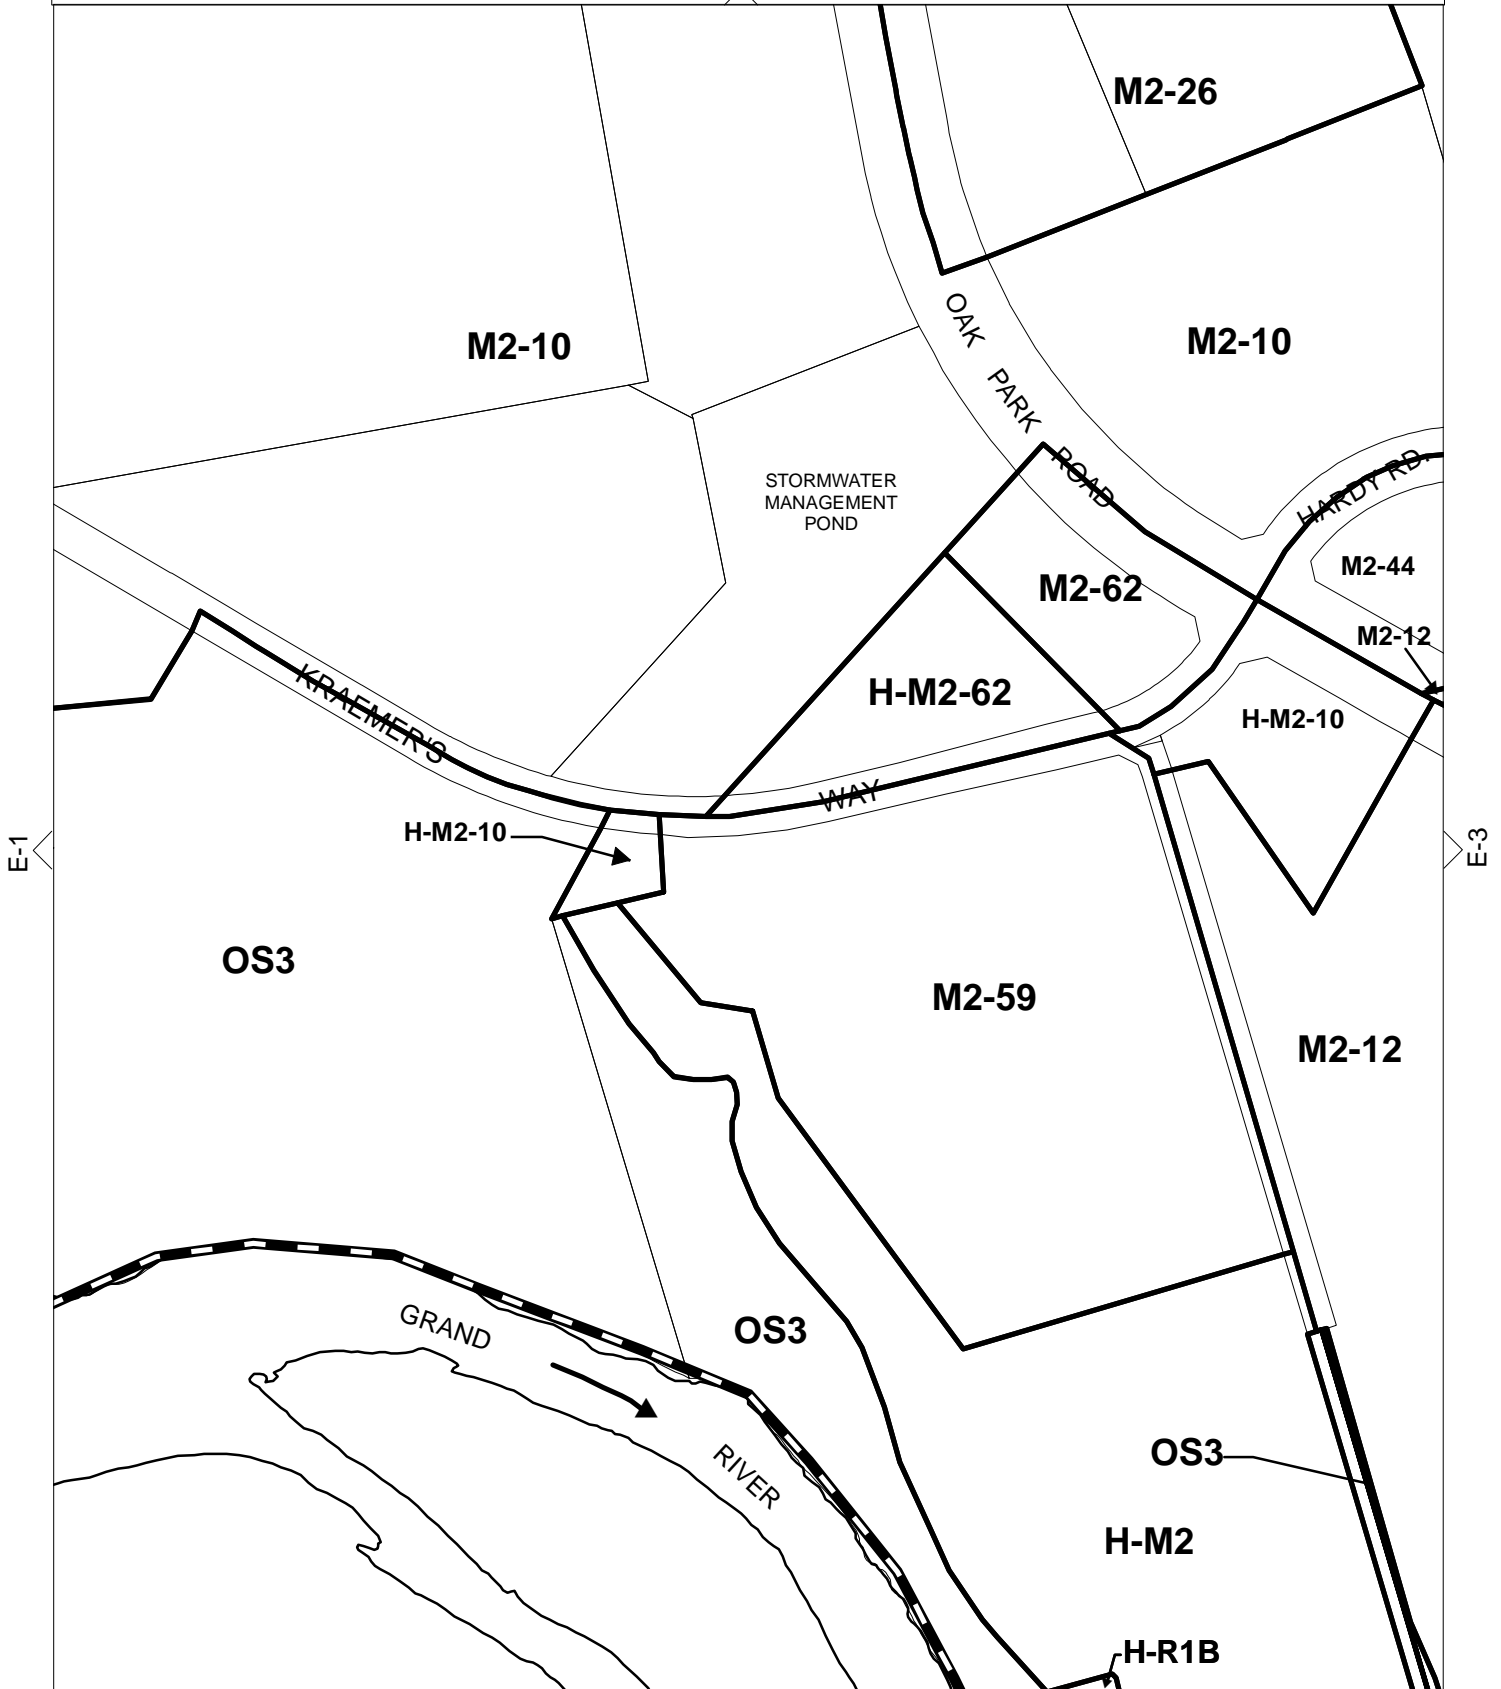 M2-26
M2-10
M2-10
OAK PARK ROAD
HARDY RD.
STORMWATER
MANAGEMENT
POND
M2-44
M2-62
M2-12
H-M2-62
H-M2-10
KRAEMER'S WAY
H-M2-10
E-1
E-3
OS3
M2-59
M2-12
GRAND RIVER
OS3
OS3
H-M2
H-R1B